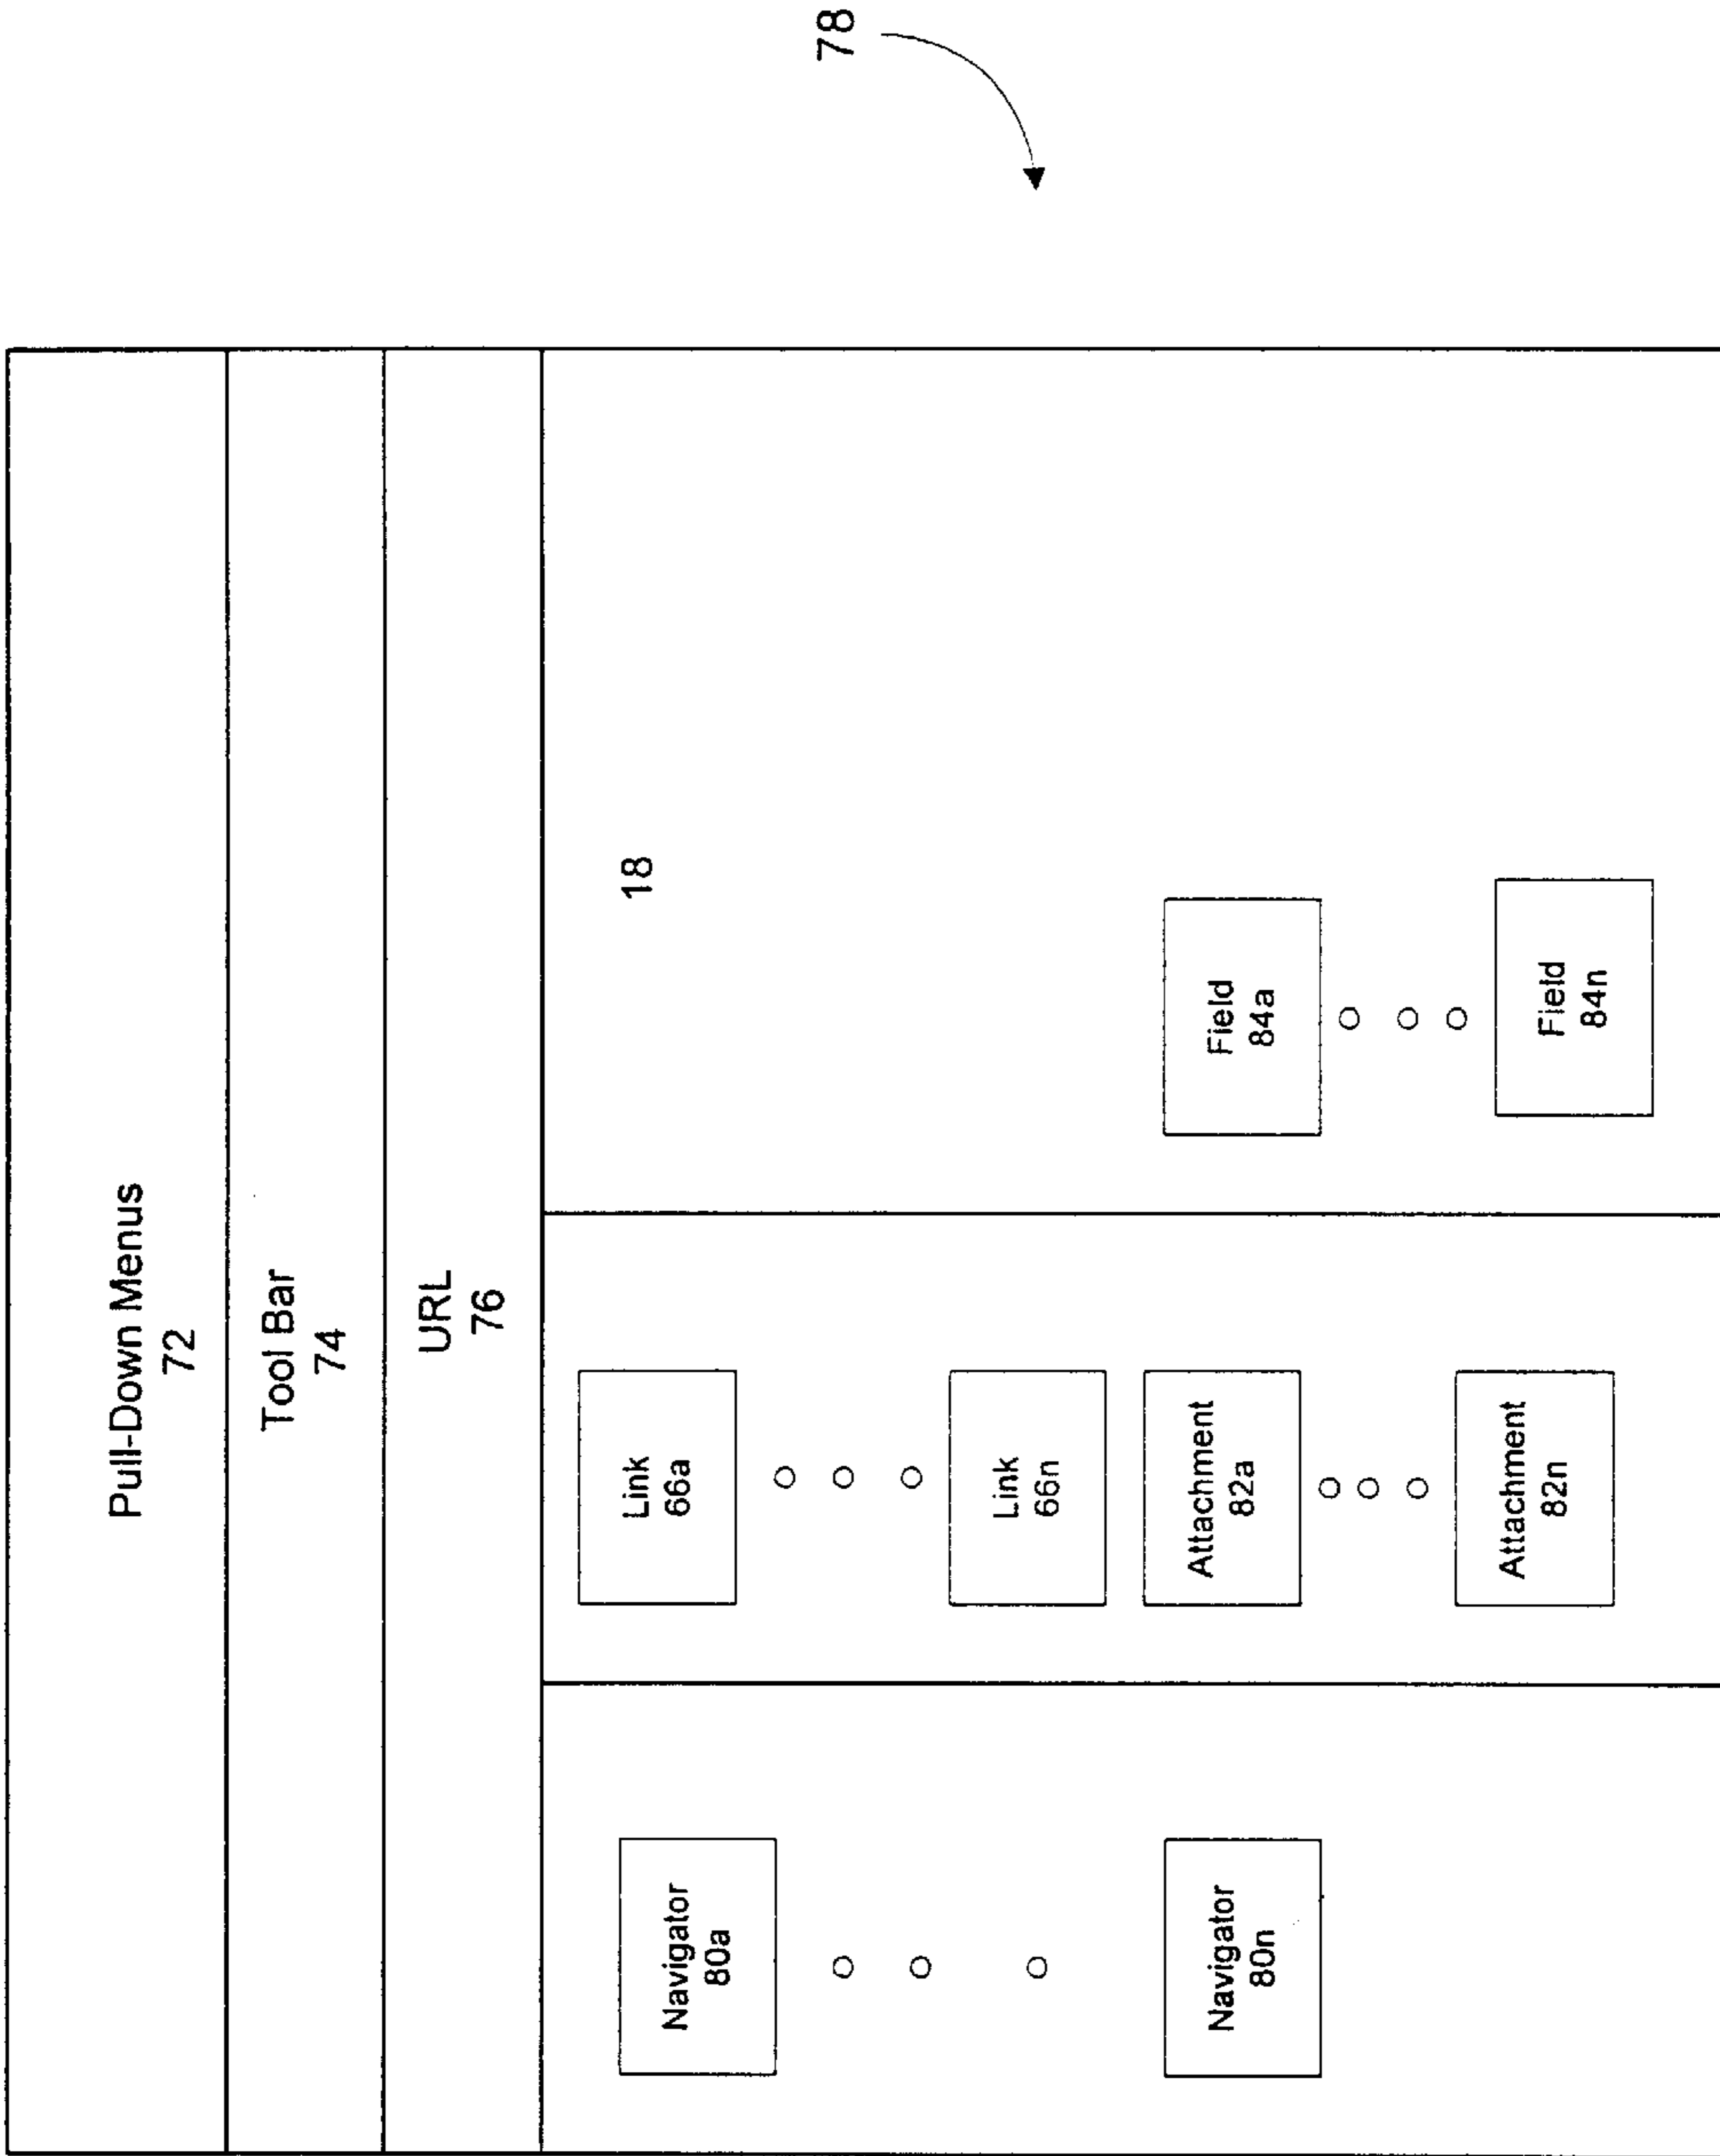 Pull-Down Menus
72
Tool Bar
74
URL
76
Navigator
80a
Navigator
80n
Link
66a
Link
66n
Attachment
82a
Attachment
82n
18
Field
84a
Field
84n
78